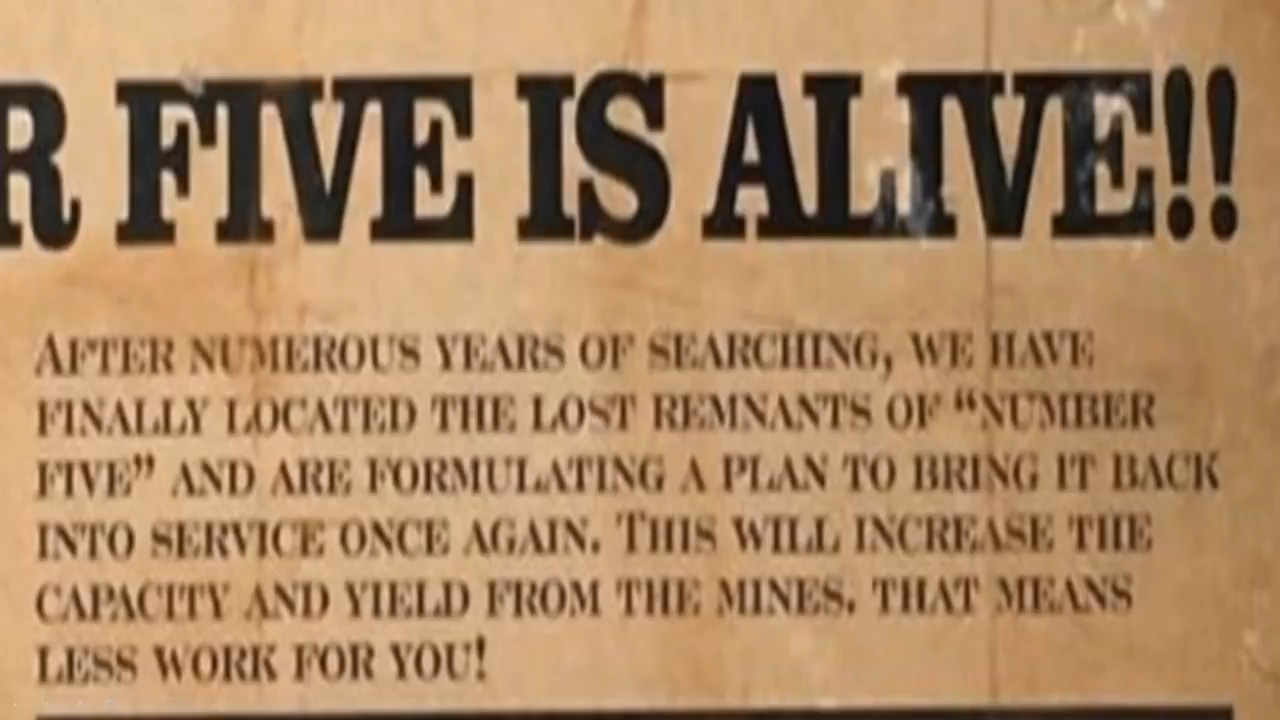 R FIVE IS ALIVE!!
AFTER NUMEROUS YEARS OF SEARCHING, WE HAVE
FINALLY LOCATED THE LOST REMNANTS OF “NUMBER
FIVE” AND ARE FORMULATING A PLAN TO BRING IT BACK
INTO SERVICE ONCE AGAIN. THIS WILL INCREASE THE
CAPACITY AND YIELD FROM THE MINES. THAT MEANS
LESS WORK FOR YOU!